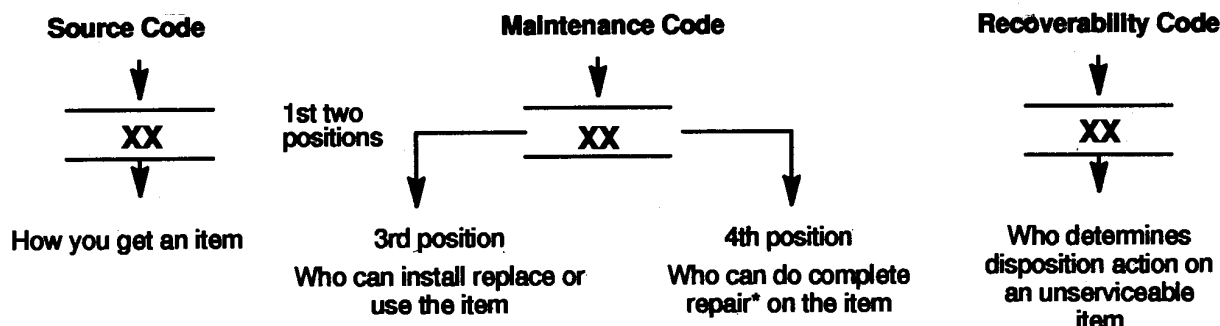 Source Code
Maintenance Code
Recoverability Code
XX
1st two
positions
XX
XX
How you get an item
3rd position
Who can install replace or
use the item
4th position
Who can do complete
repair* on the item
Who determines
disposition action on
an unserviceable
item